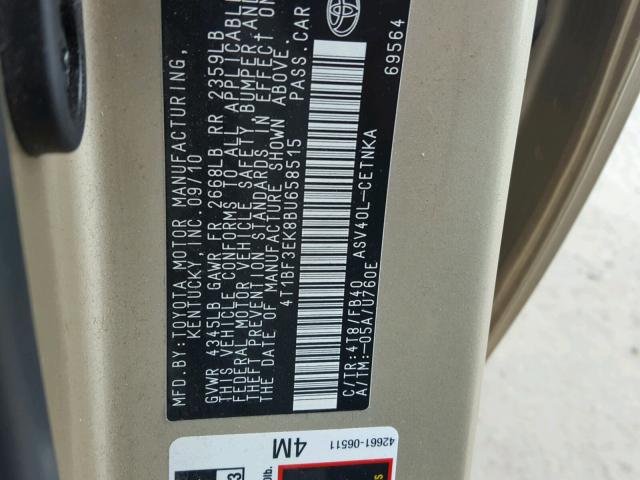 MFD.BY:TOYOTA MOTOR MANUFACTURING,
KENTUCKY,INC.09/10
GVWR 4345LB GAWR FR 2668LB RR 2359LB
THIS VEHICLE CONFORMS TO ALL APPLICABL
FEDERAL MOTOR VEHICLE SAFETY, BUMPER,AND
THEFT PREVENTION STANDARDS IN EFFECT ON
THE DATE OF MANUFACTURE SHOWN ABOVE.
4T1BF3EK8BU658515 PASS.CAR
C/TR:4T8/FB40 ASV40L-CETNKA
A/TM:-05A/U760E
69564
42661-06511
4M
3